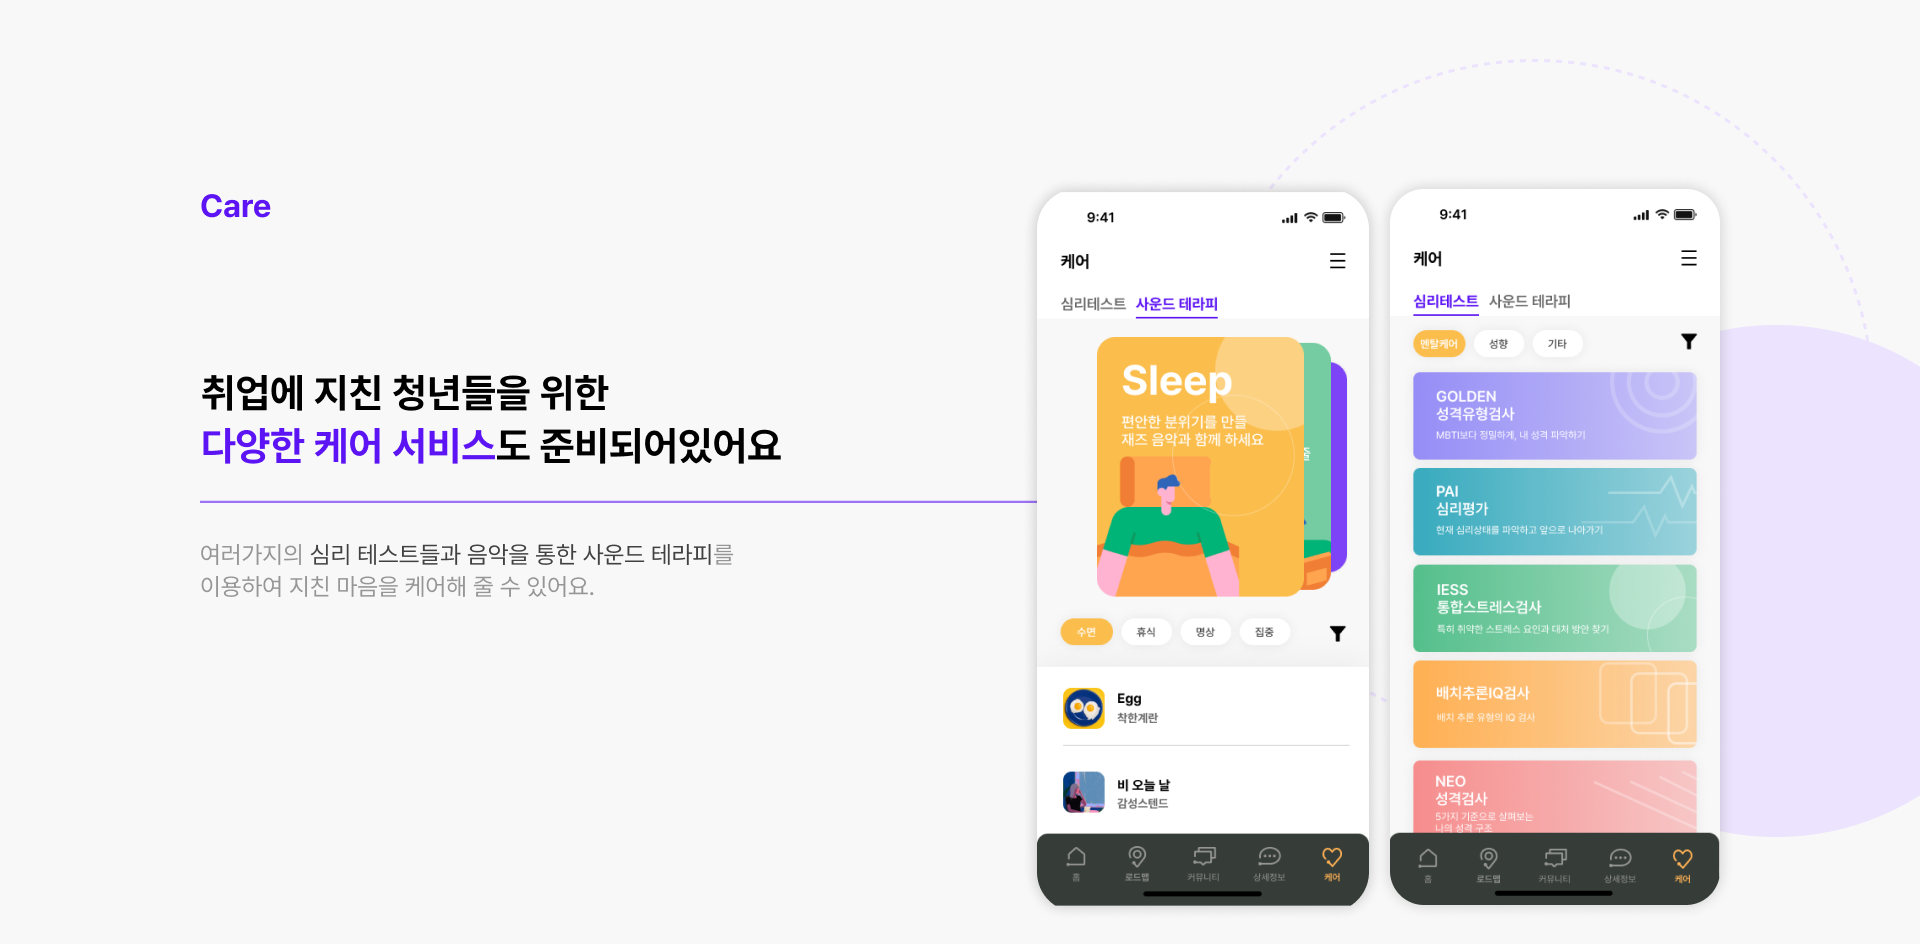 Care
취업에 지친 청년들을 위한
다양한 케어 서비스도 준비되어있어요
여러가지의 심리 테스트들과 음악을 통한 사운드 테라피를
이용하여 지친 마음을 케어해 줄 수 있어요.
9:41
케어
심리테스트 사운드 테라피
Sleep
편안한 분위기를 만들
재즈 음악과 함께 하세요
수면 휴식 명상 집중
Egg
착한계란
비 오늘 날
감성스텐드
홈 로드맵 커뮤니티 상세정보 케어
9:41
케어
심리테스트 사운드 테라피
멘탈케어 성향 기타
GOLDEN
성격유형검사
MBTI보다 정밀하게, 내 성격 파악하기
PAI
심리평가
현재 심리상태를 파악하고 앞으로 나아가기
IESS
통합스트레스검사
특히 취약한 스트레스 요인과 대처 방안 찾기
배치추론IQ검사
배치 추론 유형의 IQ 검사
NEO
성격검사
5가지 기준으로 살펴보는
나의 성격 구조
홈 로드맵 커뮤니티 상세정보 케어